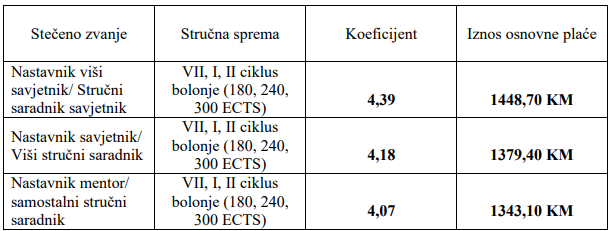 Stečeno zvanje
Stručna sprema
Koeficijent
Iznos osnovne plaće
Nastavnik viši
savjetnik/ Stručni
saradnik savjetnik
VII, I, II ciklus
bolonje (180, 240,
300 ECTS)
4,39
1448,70 KM
Nastavnik savjetnik/
Viši stručni saradnik
VII, I, II ciklus
bolonje (180, 240,
300 ECTS)
4,18
1379,40 KM
Nastavnik mentor/
samostalni stručni
saradnik
VII, I, II ciklus
bolonje (180, 240,
300 ECTS)
4,07
1343,10 KM